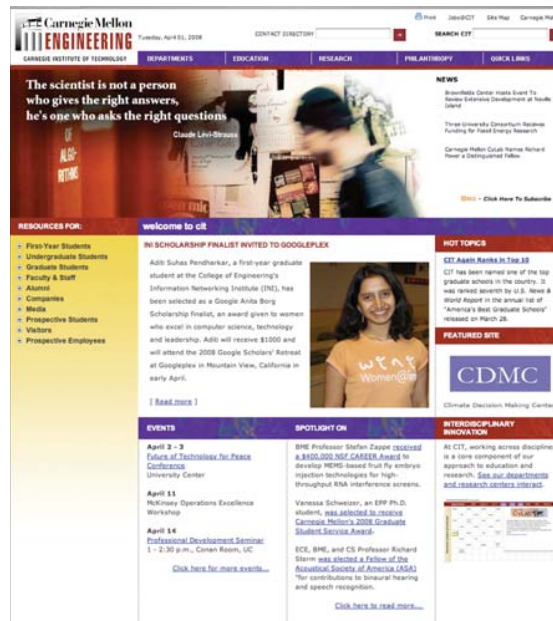 Carnegie Mellon
ENGINEERING
CARNEGIE INSTITUTE OF TECHNOLOGY
Tuesday, April 01, 2008
Print Jobs@CIT Site Map Carnegie Me
CONTACT DIRECTORY
SEARCH CIT
DEPARTMENTS EDUCATION RESEARCH PHILANTHROPY QUICK LINKS
The scientist is not a person
who gives the right answers,
he's one who asks the right questions
Claude Lévi-Strauss
OF
ALGO-
RITHMS
NEWS
Brownfields Center Hosts Event To
Review Extensive Development at Neville
Island
Three-University Consortium Receives
Funding for Fossil Energy Research
Carnegie Mellon CyLab Names Richard
Power a Distinguished Fellow
- Click Here To Subscribe
RESOURCES FOR:
First-Year Students
Undergraduate Students
Graduate Students
Faculty & Staff
Alumni
Companies
Media
Prospective Students
Visitors
Prospective Employees
welcome to cit
INI SCHOLARSHIP FINALIST INVITED TO GOOGLEPLEX
Aditi Suhas Pendharkar, a first-year graduate
student at the College of Engineering's
Information Networking Institute (INI), has
been selected as a Google Anita Borg
Scholarship finalist, an award given to women
who excel in computer science, technology
and leadership. Aditi will receive $1000 and
will attend the 2008 Google Scholars' Retreat
at Googleplex in Mountain View, California in
early April.
[ Read more ]
Women@
EVENTS
April 2 - 3
Future of Technology for Peace
Conference
University Center
April 11
McKinsey Operations Excellence
Workshop
April 14
Professional Development Seminar
1 - 2:30 p.m., Conan Room, UC
Click here for more events...
SPOTLIGHT ON
BME Professor Stefan Zappe received
a $400,000 NSF CAREER Award to
develop MEMS-based fruit fly embryo
injection technologies for high-
throughput RNA interference screens.
Vanessa Schweizer, an EPP Ph.D.
student, was selected to receive
Carnegie Mellon's 2008 Graduate
Student Service Award.
ECE, BME, and CS Professor Richard
Stern was elected a Fellow of the
Acoustical Society of America (ASA)
"for contributions to binaural hearing
and speech recognition.
Click here to read more....
HOT TOPICS
CIT Again Ranks in Top 10
CIT has been named one of the top
graduate schools in the country. It
was ranked seventh by U.S. News &
World Report in the annual list of
"America's Best Graduate Schools"
released on March 28.
FEATURED SITE
CDMC
Climate Decision Making Center
INTERDISCIPLINARY
INNOVATION
At CIT, working across discipline
is a core component of our
approach to education and
research. See our departments
and research centers interact.